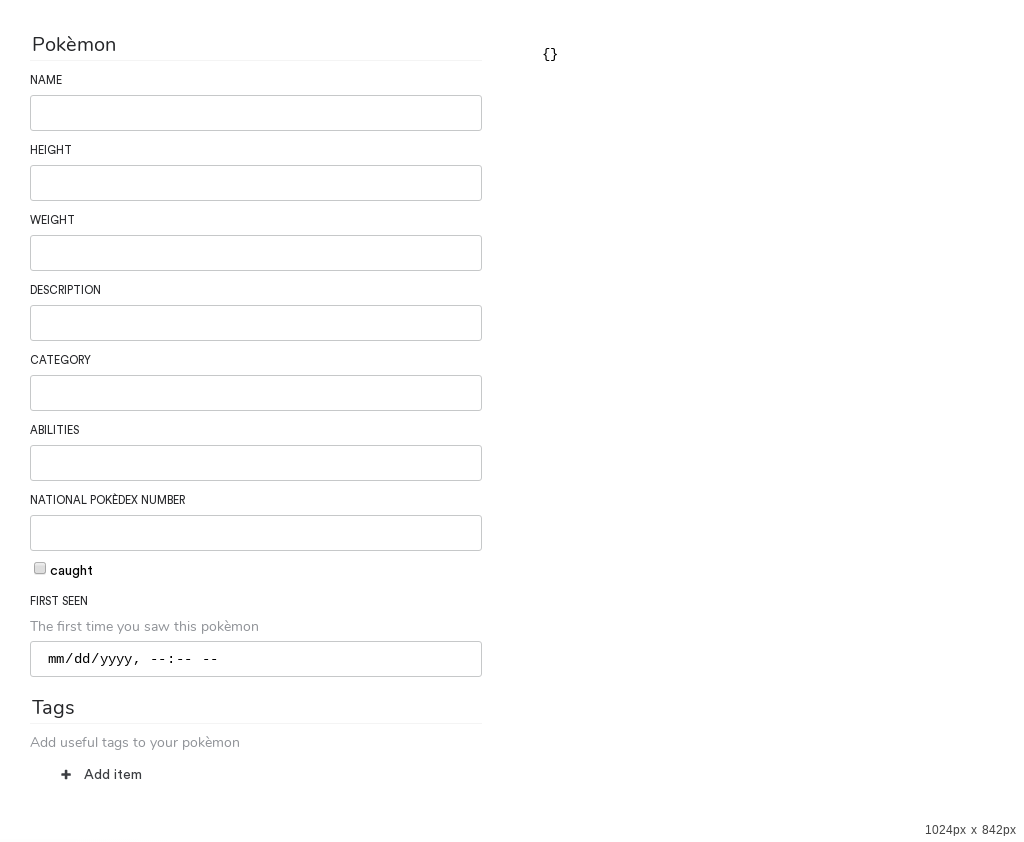 Pokèmon
{}
NAME
HEIGHT
WEIGHT
DESCRIPTION
CATEGORY
ABILITIES
NATIONAL POKÈDEX NUMBER
caught
FIRST SEEN
The first time you saw this pokèmon
mm/dd/yyyy, --:-- --
Tags
Add useful tags to your pokèmon
+ Add item
1024px x 842px